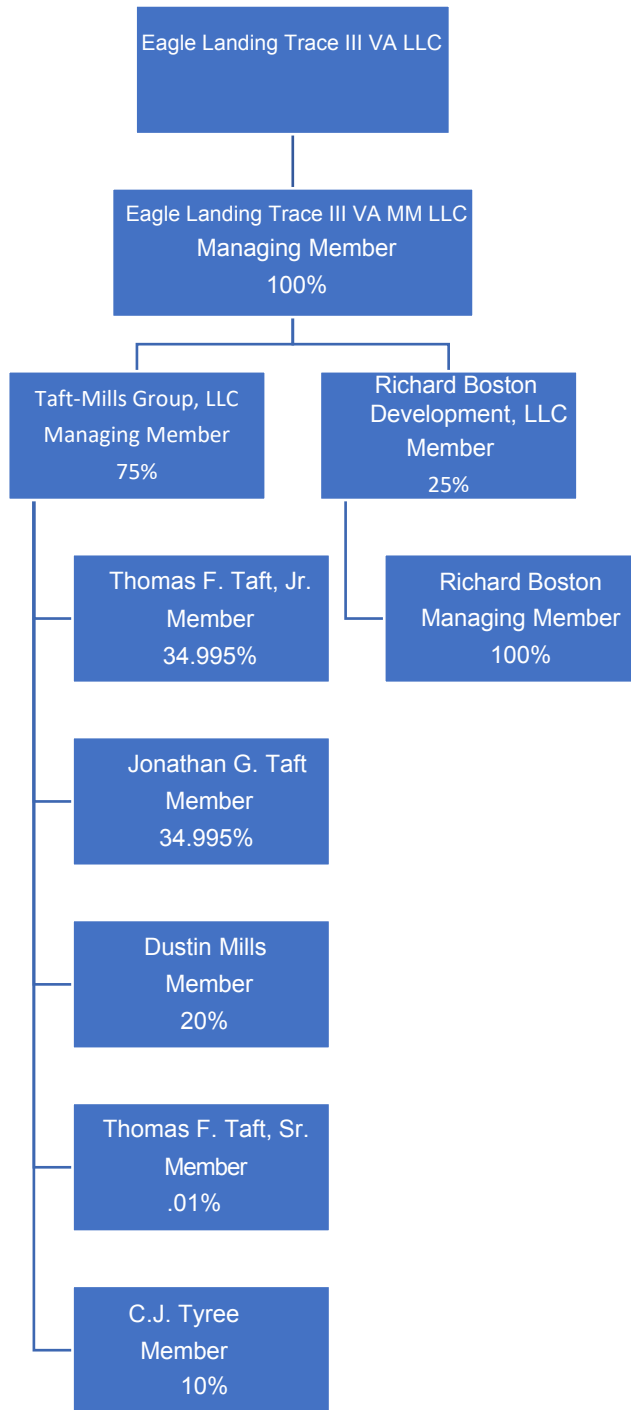 Eagle Landing Trace III VA LLC
Eagle Landing Trace III VA MM LLC
Managing Member
100%
Taft-Mills Group, LLC
Managing Member
75%
Richard Boston
Development, LLC
Member
25%
Thomas F. Taft, Jr.
Member
34.995%
Richard Boston
Managing Member
100%
Jonathan G. Taft
Member
34.995%
Dustin Mills
Member
20%
Thomas F. Taft, Sr.
Member
.01%
C.J. Tyree
Member
10%